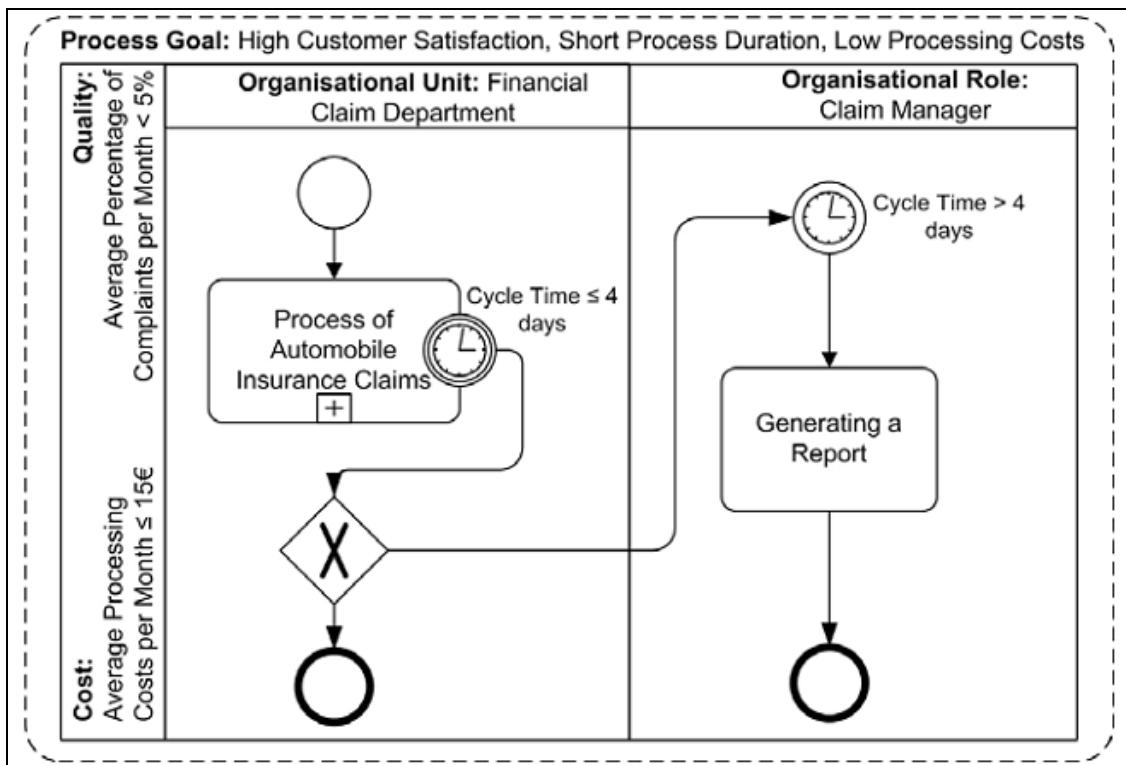 Process Goal: High Customer Satisfaction, Short Process Duration, Low Processing Costs
Quality:
Average Percentage of
Complaints per Month < 5%
Cost:
Average Processing
Costs per Month ≤ 15€
Organisational Unit: Financial
Claim Department
Organisational Role:
Claim Manager
Process of
Automobile
Insurance Claims
Cycle Time ≤ 4
days
Cycle Time > 4
days
Generating a
Report